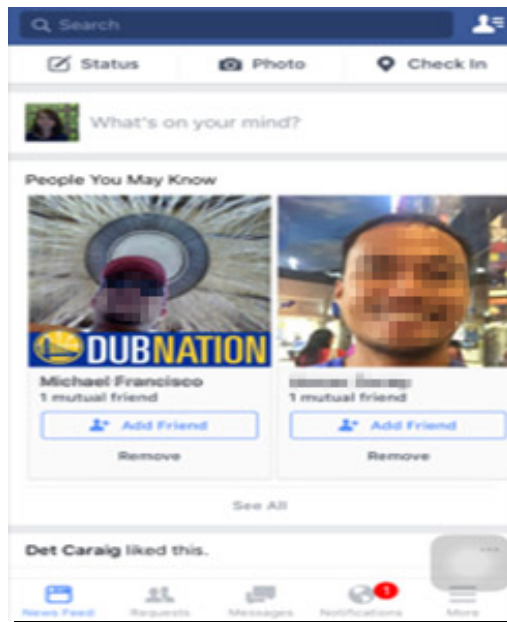 Search
Status Photo Check In
What's on your mind?
People You May Know
DUBNATION
Michael Francisco
1 mutual friend 1 mutual friend
Add Friend Add Friend
Remove Remove
See All
Det Caraig liked this.
1
News Feed Requests Messages Notifications More